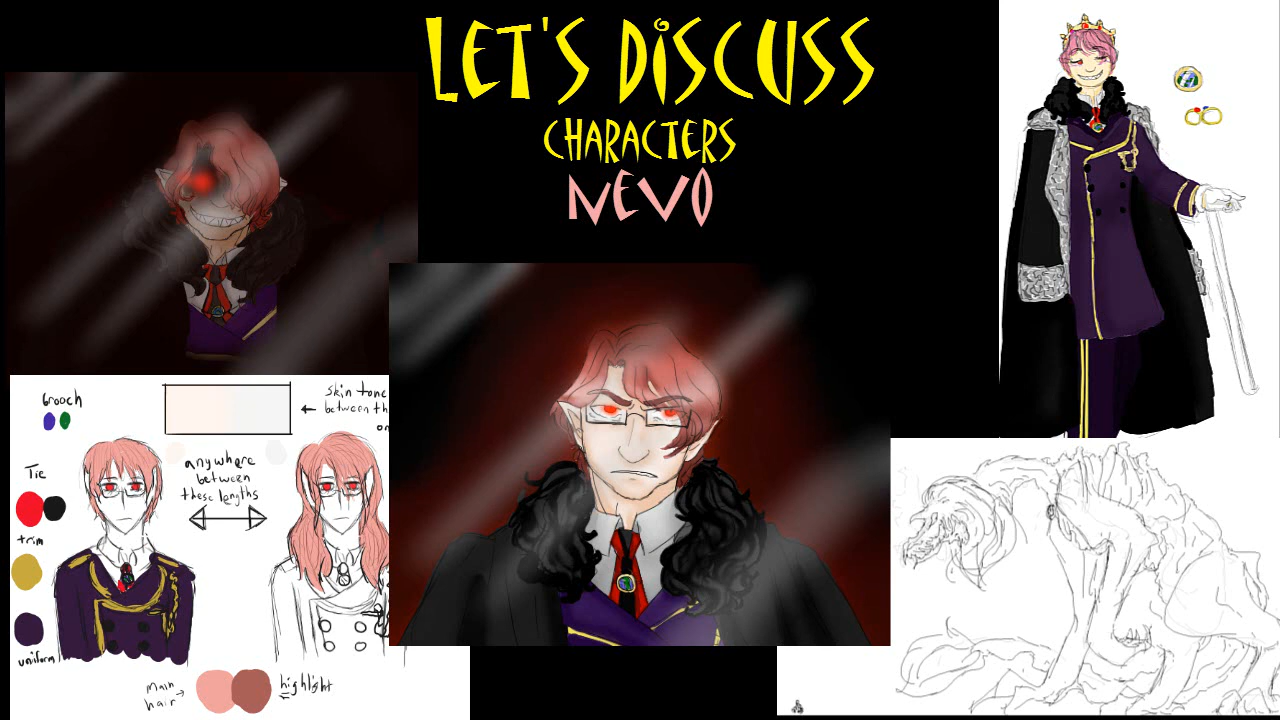 LET'S DISCUSS
CHARACTERS
NEVO
Brooch
skin tone
between th
on
Tie
anywhere
between
these lengths
trim
uniform
main
hair
highlight